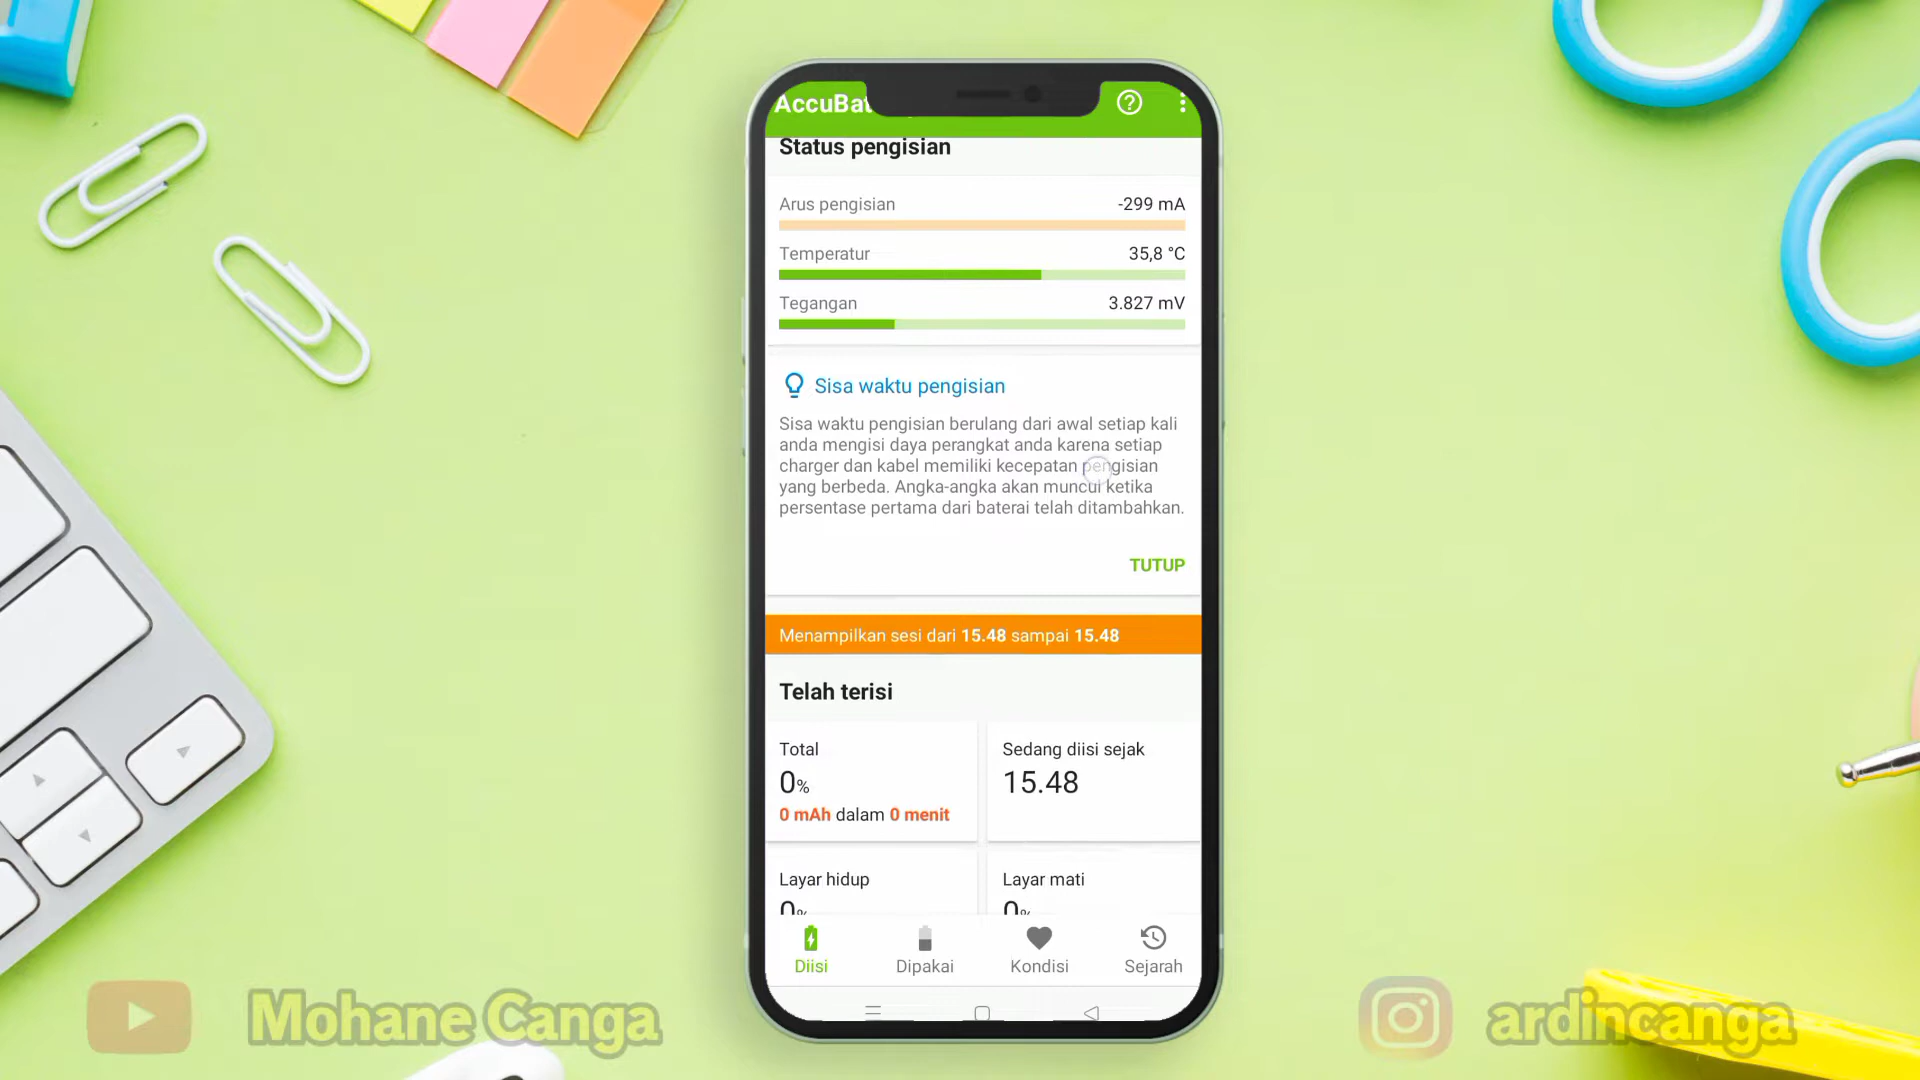 AccuBat
Status pengisian
Arus pengisian -299 mA
Temperatur 35,8 °C
Tegangan 3.827 mV
Sisa waktu pengisian
Sisa waktu pengisian berulang dari awal setiap kali
anda mengisi daya perangkat anda karena setiap
charger dan kabel memiliki kecepatan pengisian
yang berbeda. Angka-angka akan muncul ketika
persentase pertama dari baterai telah ditambahkan.
TUTUP
Menampilkan sesi dari 15.48 sampai 15.48
Telah terisi
Total
0%
0 mAh dalam 0 menit
Sedang diisi sejak
15.48
Layar hidup
0%
Layar mati
0%
Diisi
Dipakai
Kondisi
Sejarah
Mohane Canga
ardincanga